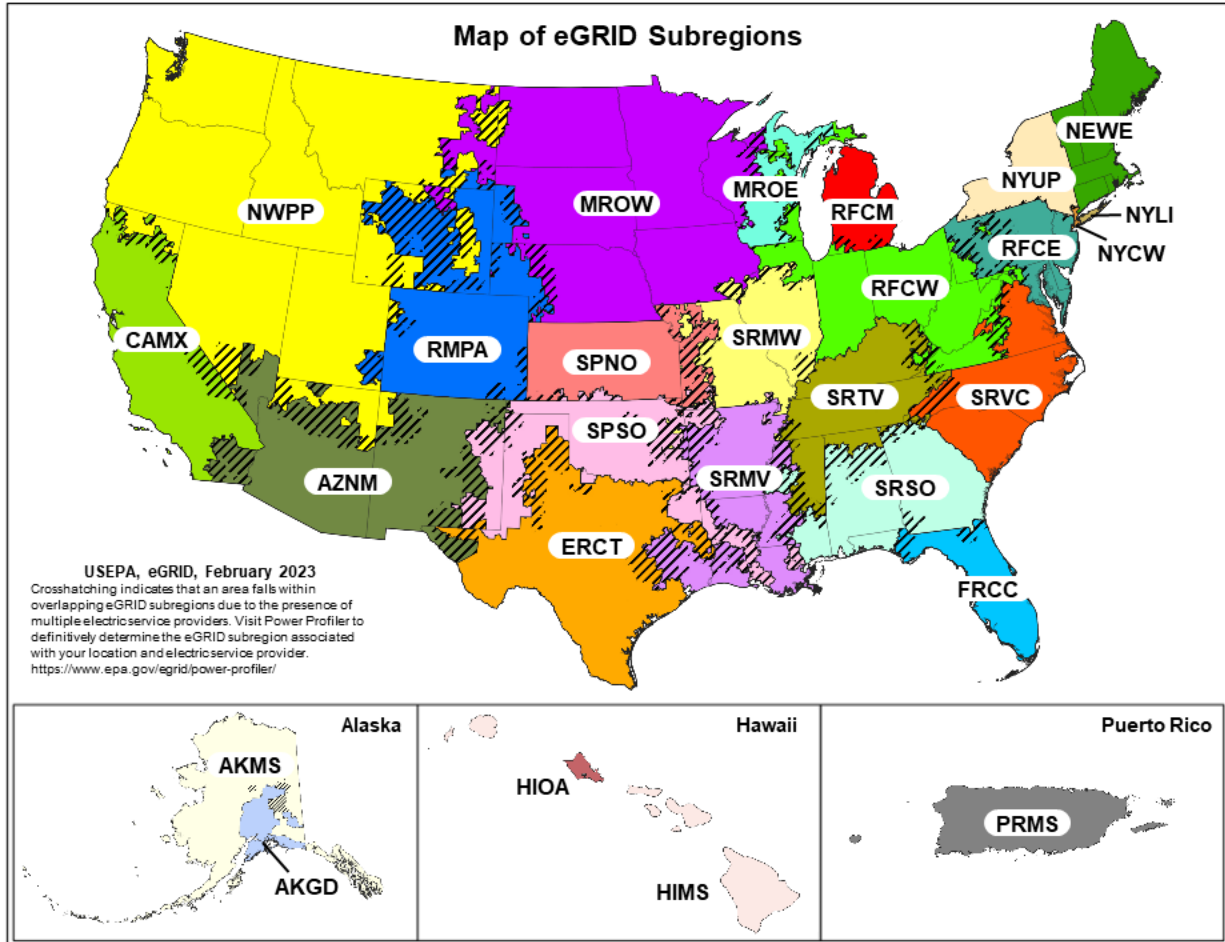 Map of eGRID Subregions
NEWE
NYUP
MROE
NWPP
MROW
RFCM
NYLI
RFCE
NYCW
RFCW
CAMX
SRMW
RMPA
SPNO
SRTV
SRVC
SPSO
AZNM
SRMV
SRSO
ERCT
FRCC
USEPA, eGRID, February 2023
Crosshatching indicates that an area falls within
overlapping eGRID subregions due to the presence of
multiple electric service providers. Visit Power Profiler to
definitively determine the eGRID subregion associated
with your location and electric service provider.
https://www.epa.gov/egrid/power-profiler/
Alaska
AKMS
AKGD
Hawaii
HIOA
HIMS
Puerto Rico
PRMS